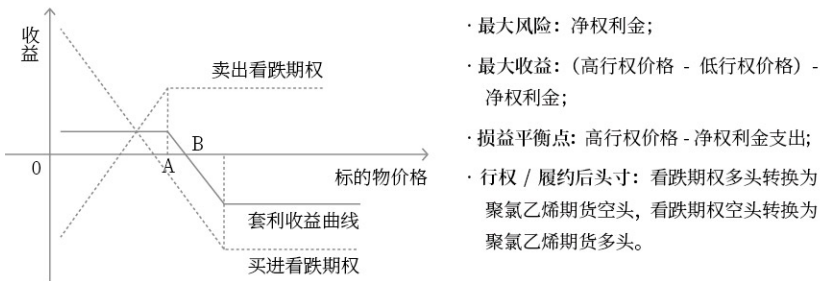 收
益
卖出看跌期权
B
0
A
标的物价格
套利收益曲线
买进看跌期权
· 最大风险：净权利金；
· 最大收益：（高行权价格 - 低行权价格）-
净权利金；
· 损益平衡点：高行权价格 - 净权利金支出；
· 行权 / 履约后头寸：看跌期权多头转换为
聚氯乙烯期货空头，看跌期权空头转换为
聚氯乙烯期货多头。